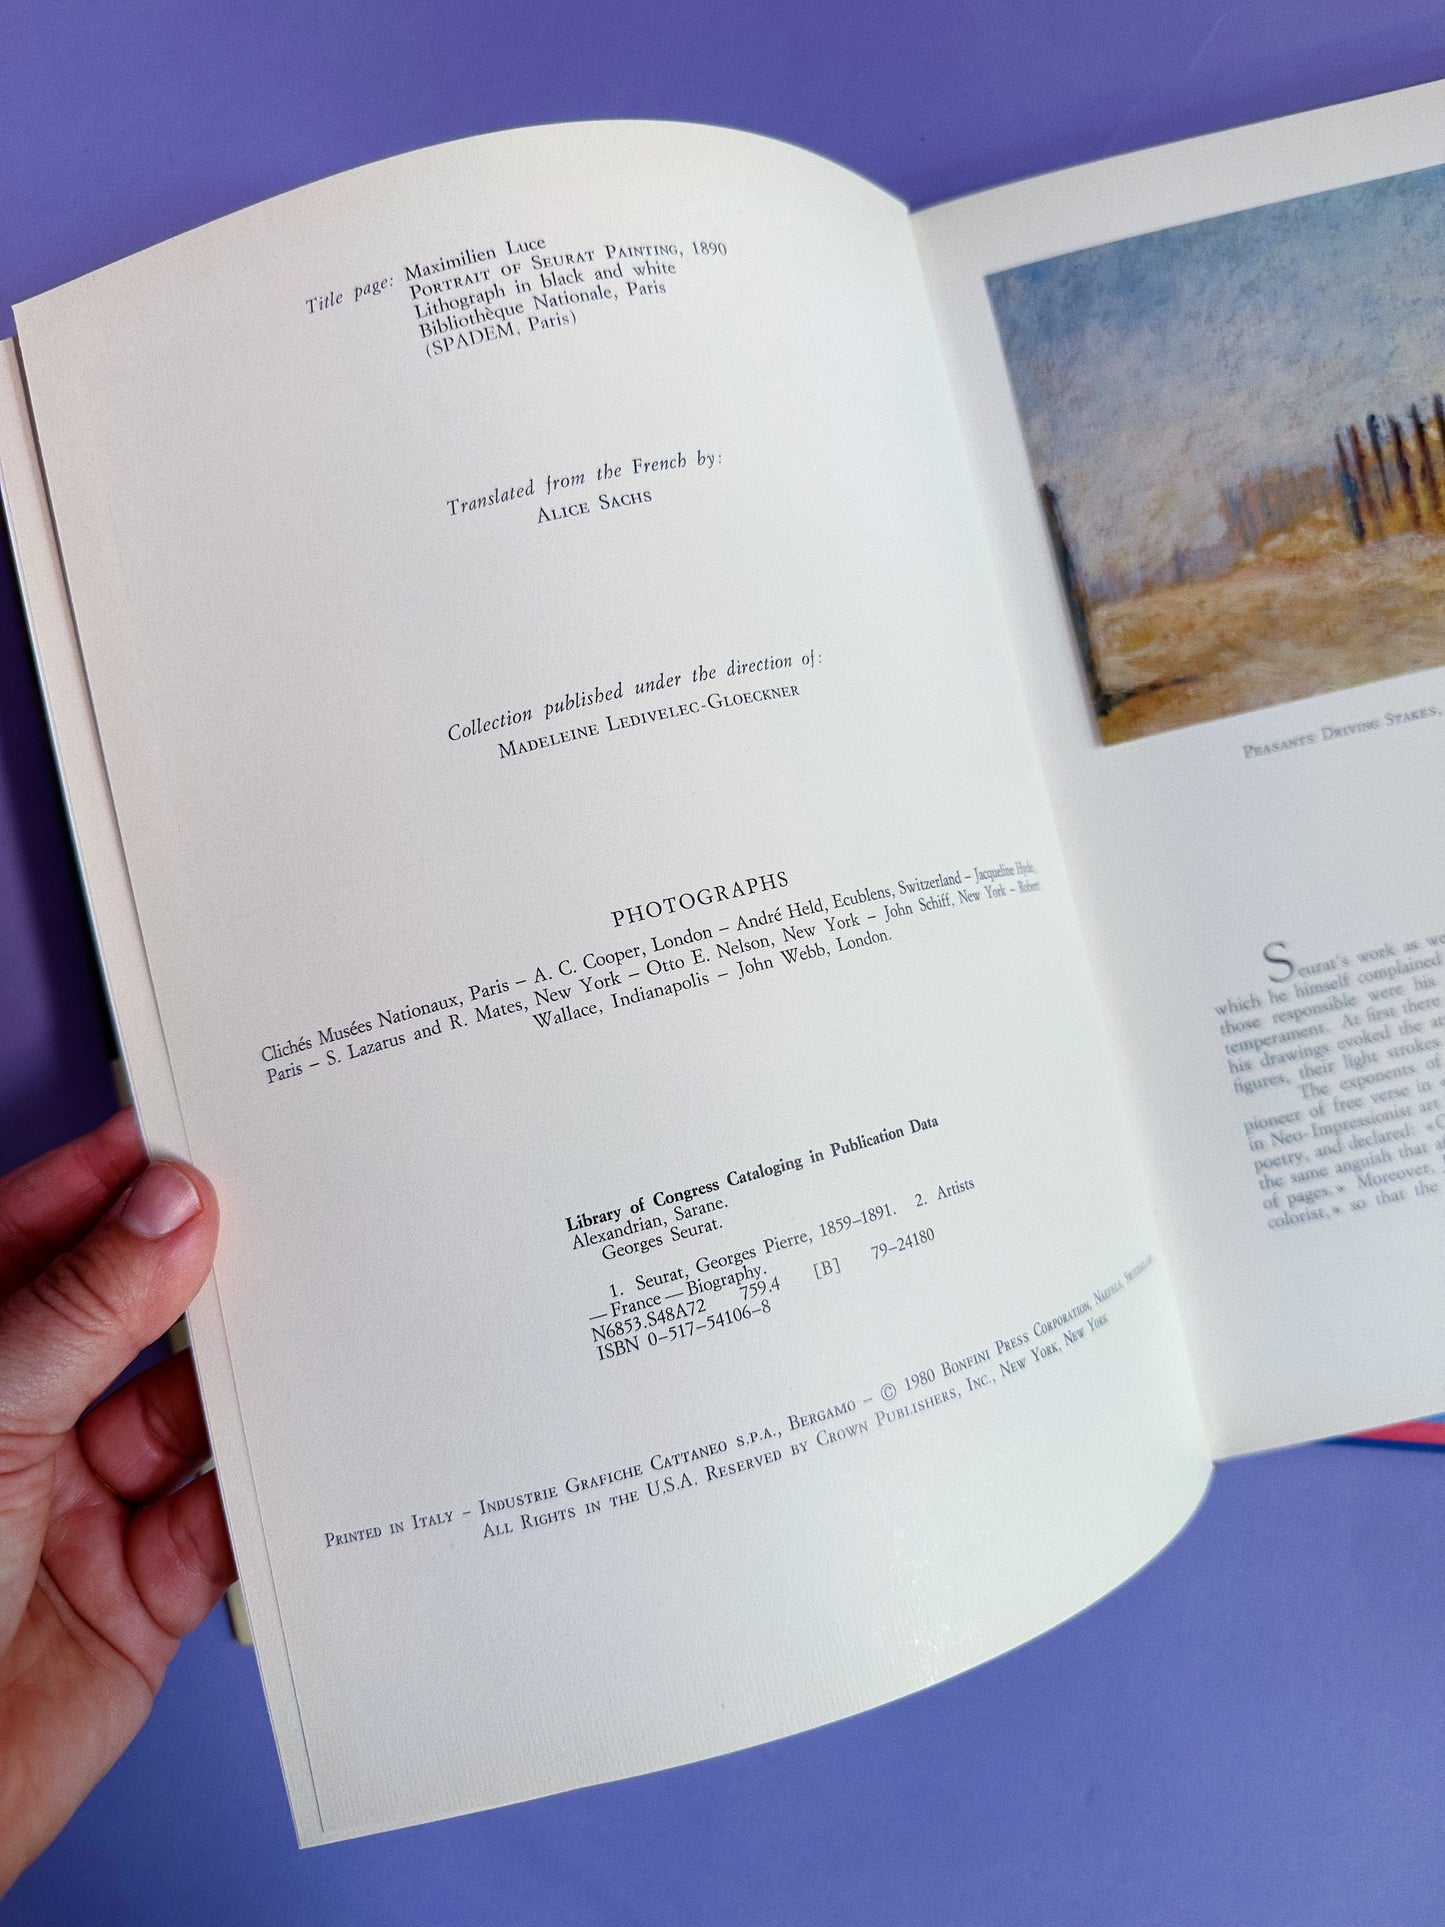 Title page: Maximilien Luce
PORTRAIT OF SEURAT PAINTING, 1890
Lithograph in black and white
Bibliothèque Nationale, Paris
(SPADEM, Paris)
Translated from the French by:
ALICE SACHS
Collection published under the direction of:
MADELEINE LEDIVELEC-GLOECKNER
PHOTOGRAPHS
Clichés Musées Nationaux, Paris – A. C. Cooper, London – André Held, Ecublens, Switzerland – Jacqueline Hyde,
Paris – S. Lazarus and R. Mates, New York – Otto E. Nelson, New York – John Schiff, New York – Robert
Wallace, Indianapolis – John Webb, London.
Library of Congress Cataloging in Publication Data
Alexandrian, Sarane.
Georges Seurat.
1. Seurat, Georges Pierre, 1859–1891. 2. Artists
— France — Biography.
N6853.S48A72 759.4 [B] 79–24180
ISBN 0–517–54106–8
PRINTED IN ITALY – INDUSTRIE GRAFICHE CATTANEO S.P.A., BERGAMO – © 1980 BONFINI PRESS CORPORATION, NAEFELS, SWITZERLAND
ALL RIGHTS IN THE U.S.A. RESERVED BY CROWN PUBLISHERS, INC., NEW YORK, NEW YORK
PEASANTS DRIVING STAKES,
Seurat's work as
which he himself complained
those responsible were his
temperament. At first there
his drawings evoked the
figures, their light strokes
The exponents of
pioneer of free verse in
in Neo-Impressionist art
poetry, and declared:
the same anguish that
of pages.» Moreover,
colorist,» so that the